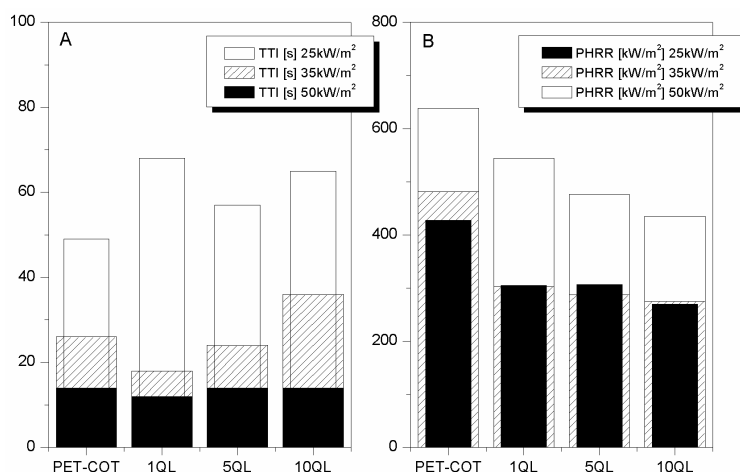 100
80
60
40
20
0
A
TTI [s] 25kW/m²
TTI [s] 35kW/m²
TTI [s] 50kW/m²
PET-COT 1QL 5QL 10QL
800
600
400
200
0
B
PHRR [kW/m²] 25kW/m²
PHRR [kW/m²] 35kW/m²
PHRR [kW/m²] 50kW/m²
PET-COT 1QL 5QL 10QL